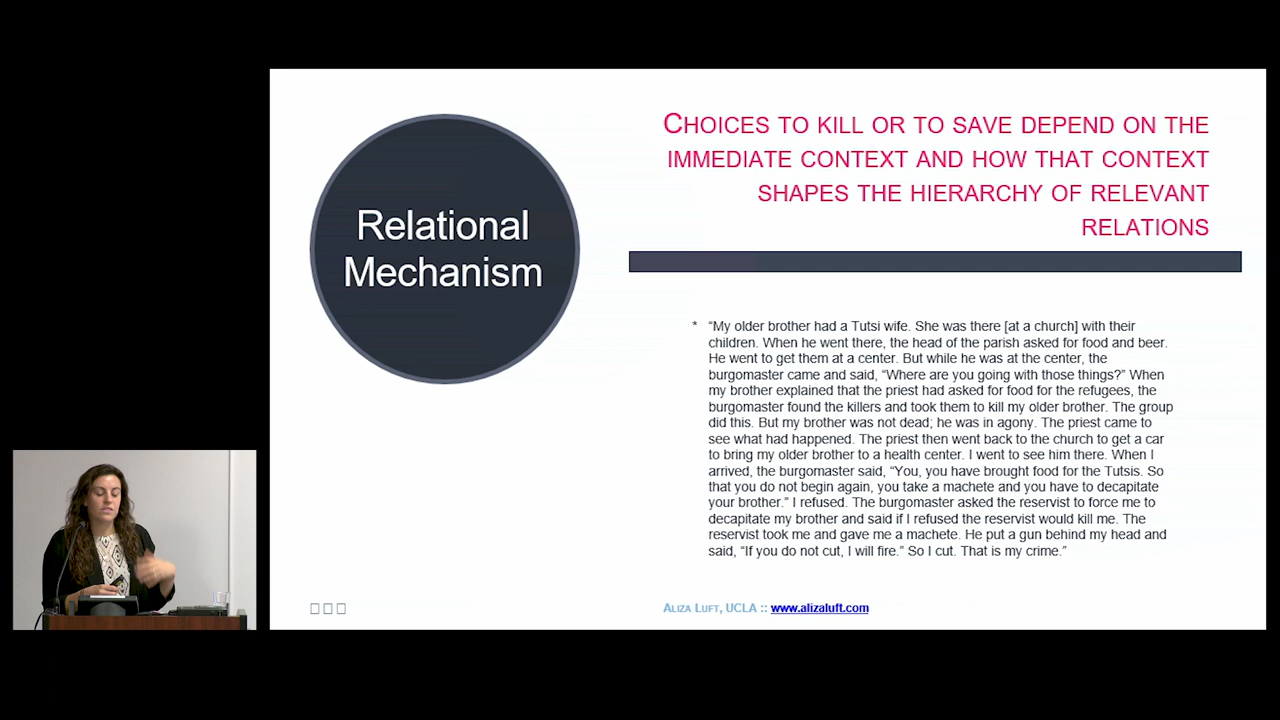 Relational
Mechanism
CHOICES TO KILL OR TO SAVE DEPEND ON THE
IMMEDIATE CONTEXT AND HOW THAT CONTEXT
SHAPES THE HIERARCHY OF RELEVANT
RELATIONS
* “My older brother had a Tutsi wife. She was there [at a church] with their
children. When he went there, the head of the parish asked for food and beer.
He went to get them at a center. But while he was at the center, the
burgomaster came and said, “Where are you going with those things?” When
my brother explained that the priest had asked for food for the refugees, the
burgomaster found the killers and took them to kill my older brother. The group
did this. But my brother was not dead; he was in agony. The priest came to
see what had happened. The priest then went back to the church to get a car
to bring my older brother to a health center. I went to see him there. When I
arrived, the burgomaster said, “You, you have brought food for the Tutsis. So
that you do not begin again, you take a machete and you have to decapitate
your brother.” I refused. The burgomaster asked the reservist to force me to
decapitate my brother and said if I refused the reservist would kill me. The
reservist took me and gave me a machete. He put a gun behind my head and
said, “If you do not cut, I will fire.” So I cut. That is my crime.”
ALIZA LUFT, UCLA :: www.alizaluft.com